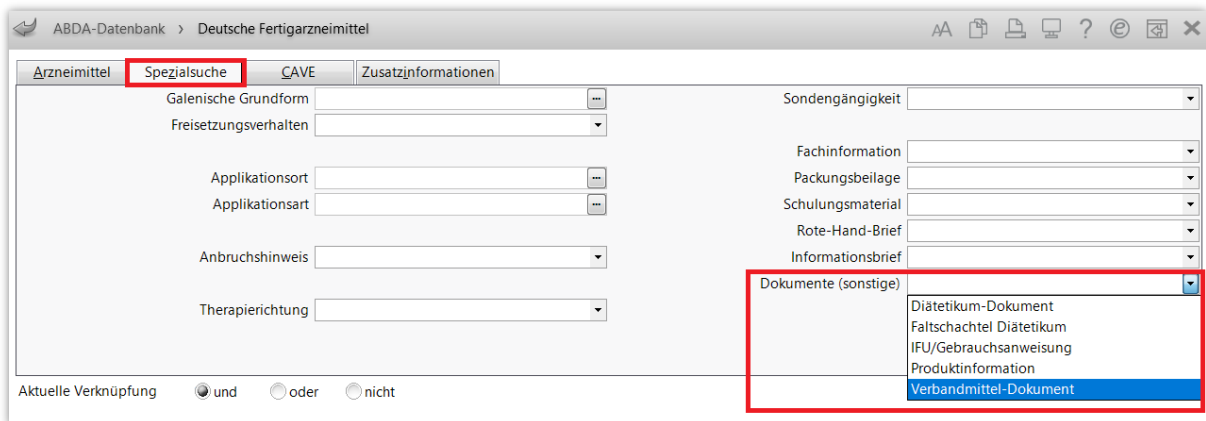 ABDA-Datenbank > Deutsche Fertigarzneimittel
Arzneimittel Spezialsuche CAVE Zusatzinformationen
Galenische Grundform
Sondengängigkeit
Freisetzungsverhalten
Fachinformation
Applikationsort
Packungsbeilage
Applikationsart
Schulungsmaterial
Rote-Hand-Brief
Anbruchshinweis
Informationsbrief
Dokumente (sonstige)
Therapierichtung
Diätetikum-Dokument
Faltschachtel Diätetikum
IFU/Gebrauchsanweisung
Produktinformation
Verbandmittel-Dokument
Aktuelle Verknüpfung und oder nicht